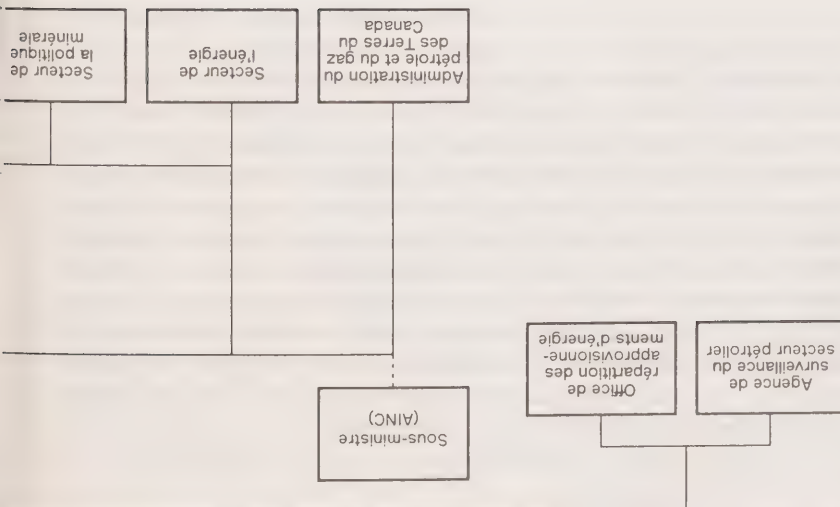 Sous-ministre
(AINC)
Agence de
surveillance du
secteur pétrolier
Office de
répartition des
approvisionne-
ments d'énergie
Administration du
pétrole et du gaz
des Terres du
Canada
Secteur de
l'énergie
Secteur de
la politique
minérale